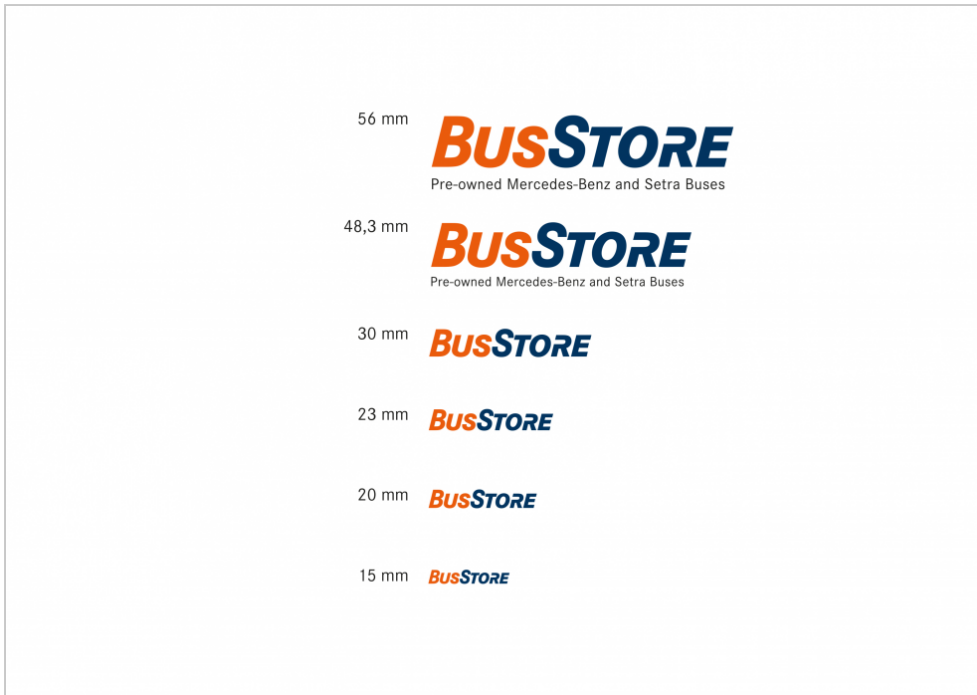 56 mm
BUSSTORE
Pre-owned Mercedes-Benz and Setra Buses
48,3 mm
BUSSTORE
Pre-owned Mercedes-Benz and Setra Buses
30 mm
BUSSTORE
23 mm
BUSSTORE
20 mm
BUSSTORE
15 mm
BUSSTORE